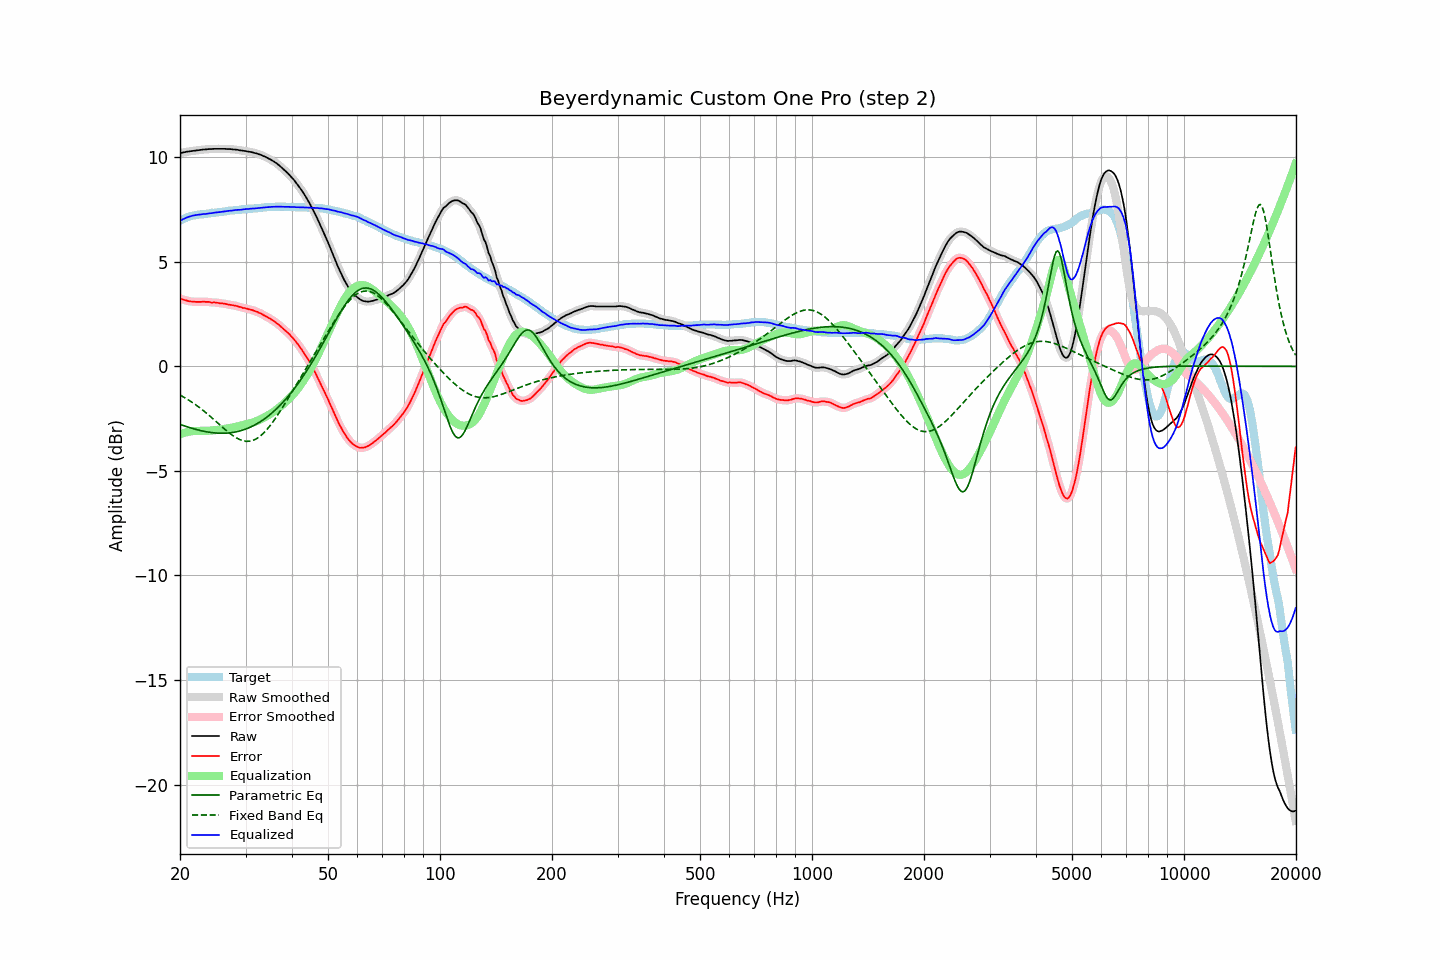 Beyerdynamic Custom One Pro (step 2)
10
5
0
−5
−10
−15
−20
Amplitude (dBr)
Target
Raw Smoothed
Error Smoothed
Raw
Error
Equalization
Parametric Eq
Fixed Band Eq
Equalized
20 50 100 200 500 1000 2000 5000 10000 20000
Frequency (Hz)